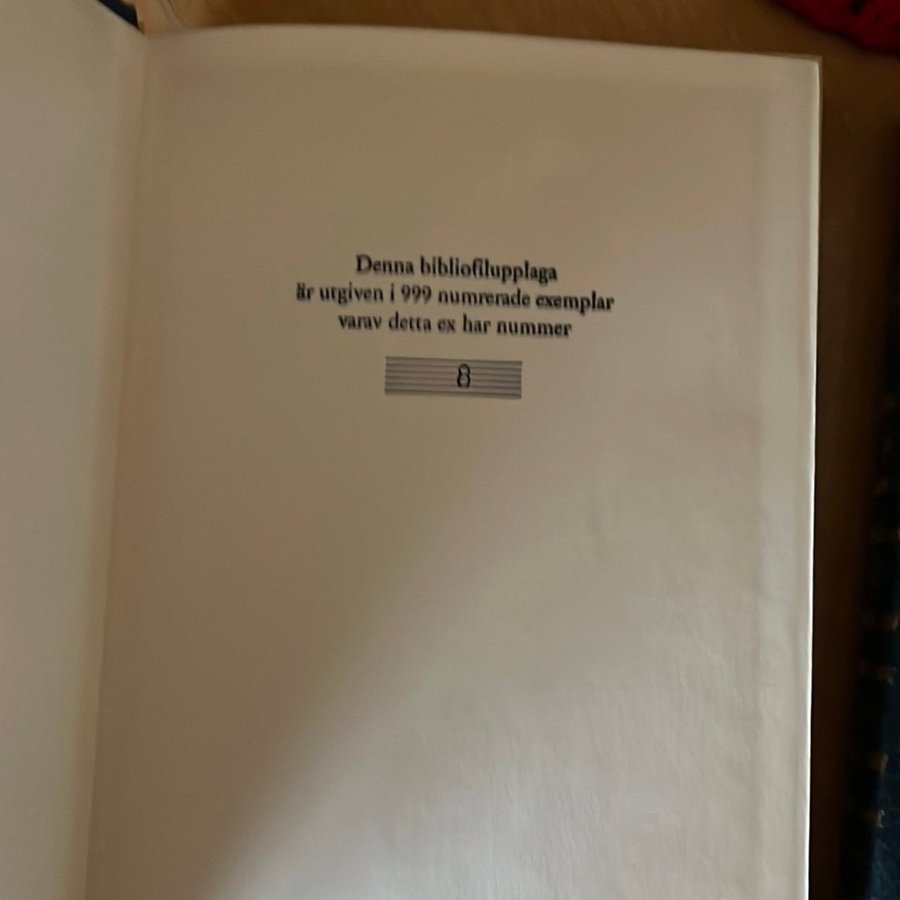 Denna bibliofilupplaga
är utgiven i 999 numrerade exemplar
varav detta ex har nummer
8